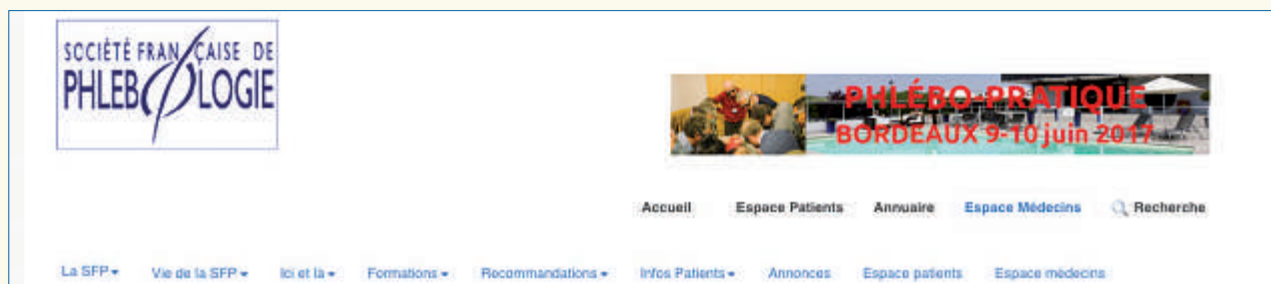 SOCIÉTÉ FRANÇAISE DE
PHLEBOLOGIE
PHLÉBO-PRATIQUE
BORDEAUX 9-10 juin 2017
Accueil Espace Patients Annuaire Espace Médecins Recherche
La SFP Vie de la SFP Ici et là Formations Recommandations Infos Patients Annonces Espace patients Espace médecins